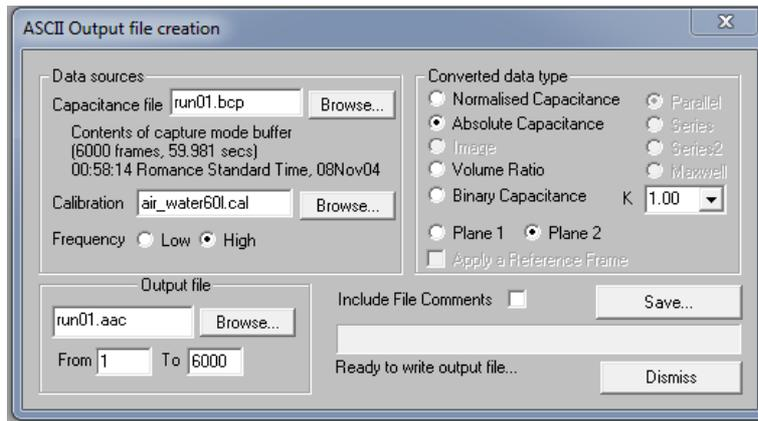 ASCII Output file creation
Data sources
Capacitance file run01.bcp Browse...
Contents of capture mode buffer
(6000 frames, 59.981 secs)
00:58:14 Romance Standard Time, 08Nov04
Calibration air_water60l.cal Browse...
Frequency Low High
Converted data type
Normalised Capacitance Parallel
Absolute Capacitance Series
Image Series2
Volume Ratio Maxwell
Binary Capacitance K 1.00
Plane 1 Plane 2
Apply a Reference Frame
Output file
run01.aac Browse...
From 1 To 6000
Include File Comments Save...
Ready to write output file...
Dismiss